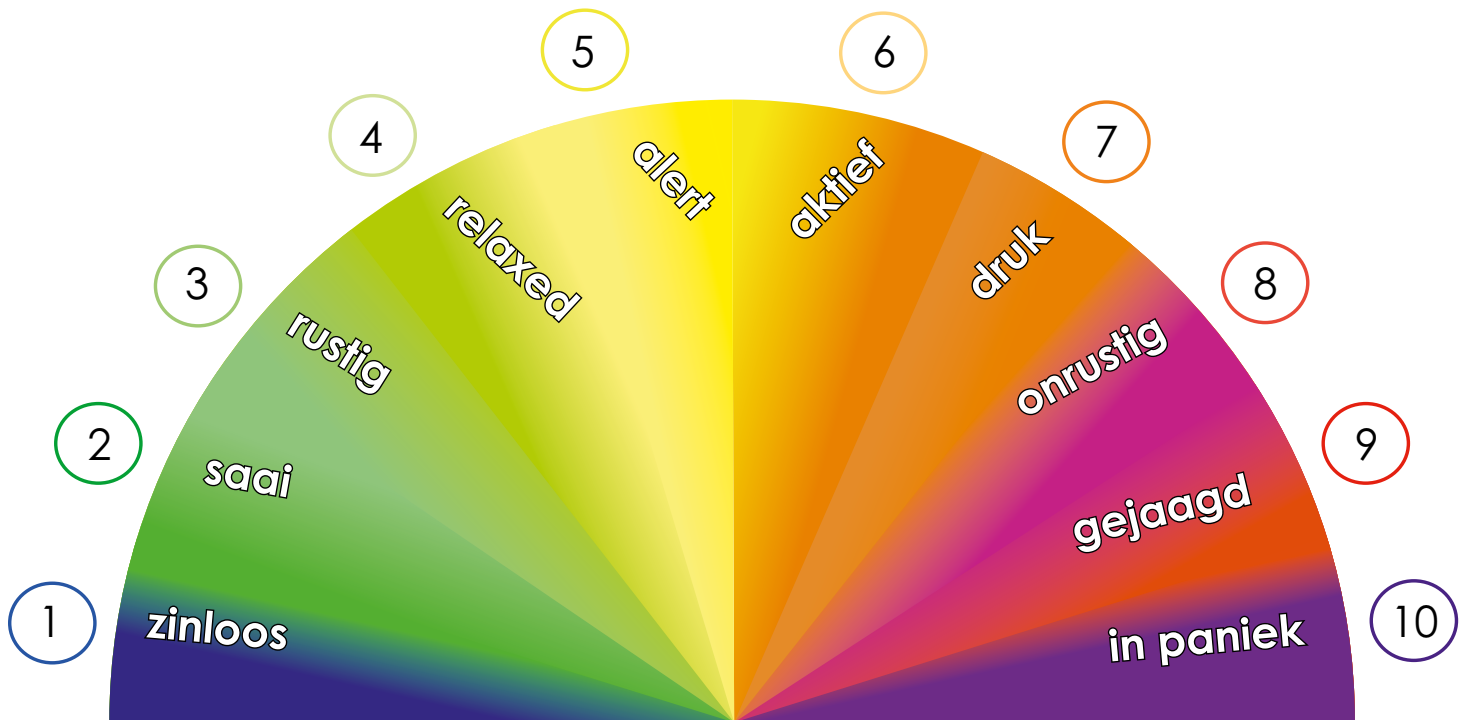 1
zinloos
2
saai
3
rustig
4
relaxed
5
alert
6
aktief
7
druk
8
onrustig
9
gejaagd
10
in paniek